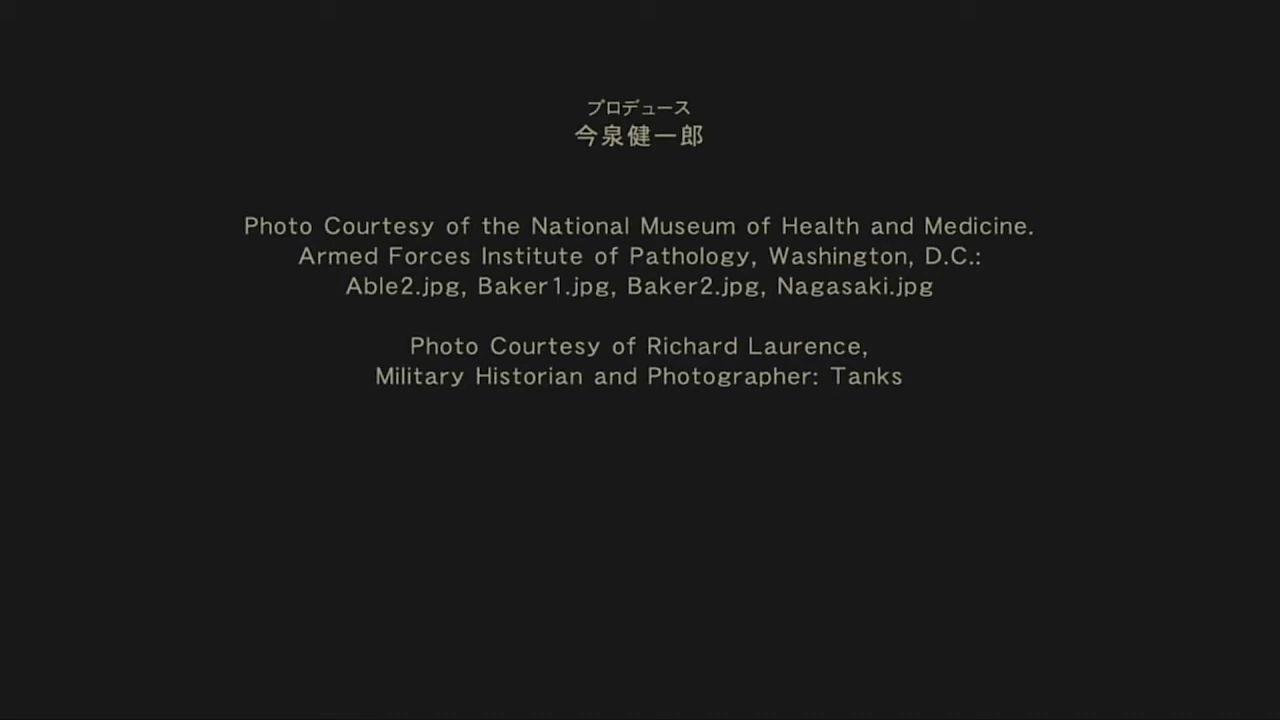 プロデュース
今泉健一郎
Photo Courtesy of the National Museum of Health and Medicine.
Armed Forces Institute of Pathology, Washington, D.C.:
Able2.jpg, Baker1.jpg, Baker2.jpg, Nagasaki.jpg
Photo Courtesy of Richard Laurence,
Military Historian and Photographer: Tanks